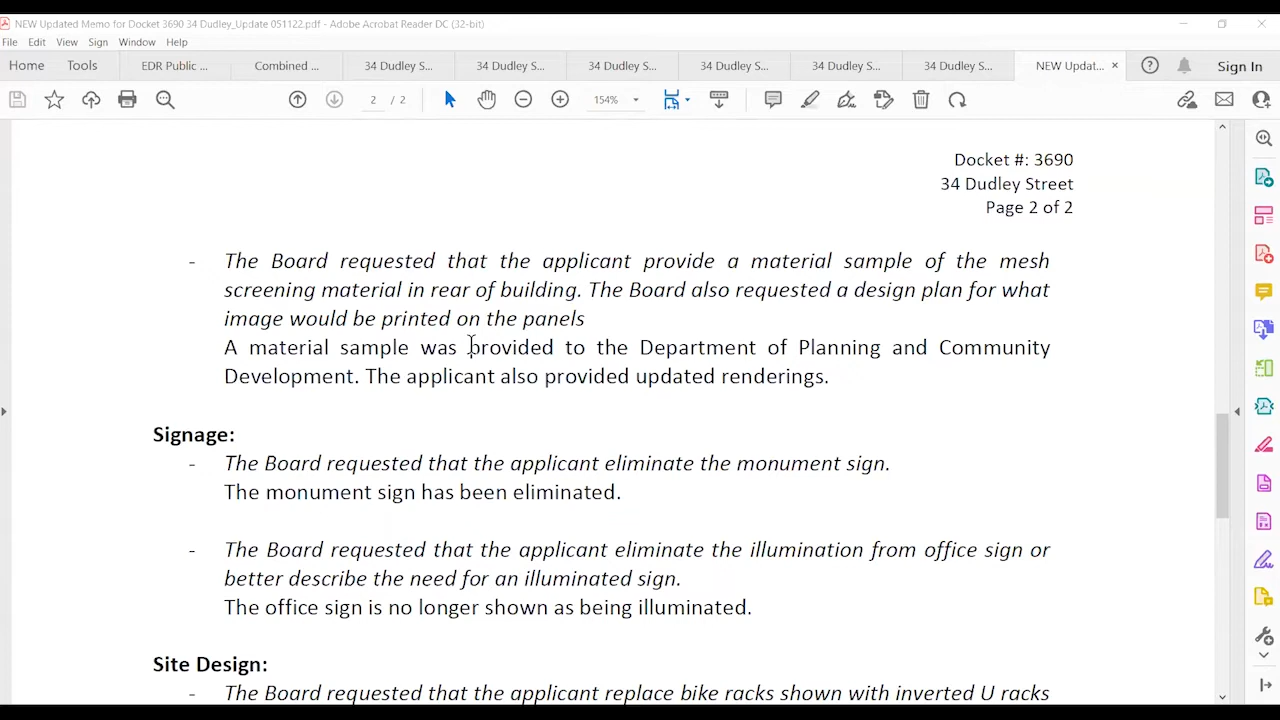 NEW Updated Memo for Docket 3690 34 Dudley_Update 051122.pdf - Adobe Acrobat Reader DC (32-bit)
File Edit View Sign Window Help
Home Tools EDR Public ... Combined ... 34 Dudley S... 34 Dudley S... 34 Dudley S... 34 Dudley S... 34 Dudley S... 34 Dudley S... NEW Updat... × Sign In
2 / 2 154%
Docket #: 3690
34 Dudley Street
Page 2 of 2
- The Board requested that the applicant provide a material sample of the mesh
screening material in rear of building. The Board also requested a design plan for what
image would be printed on the panels
A material sample was provided to the Department of Planning and Community
Development. The applicant also provided updated renderings.
Signage:
- The Board requested that the applicant eliminate the monument sign.
The monument sign has been eliminated.
- The Board requested that the applicant eliminate the illumination from office sign or
better describe the need for an illuminated sign.
The office sign is no longer shown as being illuminated.
Site Design:
- The Board requested that the applicant replace bike racks shown with inverted U racks